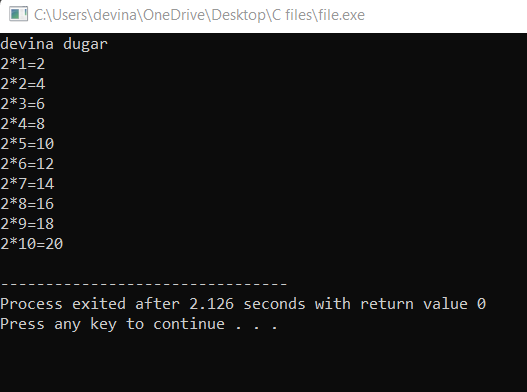 C:\Users\devina\OneDrive\Desktop\C files\file.exe
devina dugar
2*1=2
2*2=4
2*3=6
2*4=8
2*5=10
2*6=12
2*7=14
2*8=16
2*9=18
2*10=20
--------------------------------
Process exited after 2.126 seconds with return value 0
Press any key to continue . . .